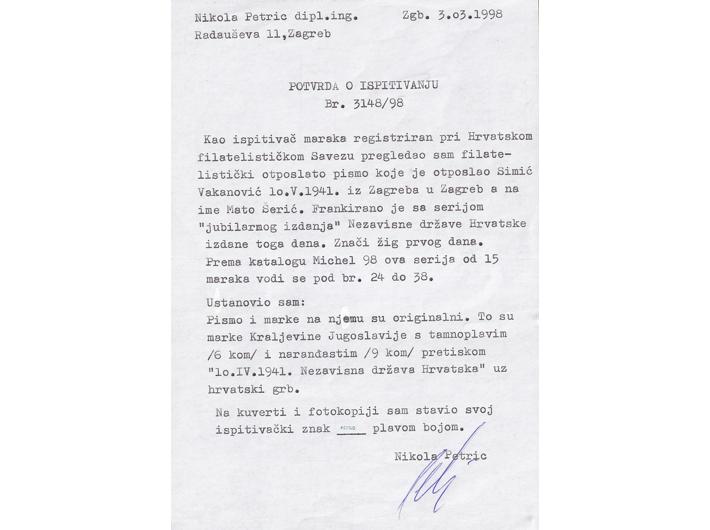 Nikola Petric dipl.ing. Zgb. 3.o3.1998
Radauševa 11,Zagreb
POTVRDA O ISPITIVANJU
Br. 3148/98
Kao ispitivač maraka registriran pri Hrvatskom
filatelističkom Savezu pregledao sam filate-
listički otposlato pismo koje je otposlao Simić
Vakanović lo.V.1941. iz Zagreba u Zagreb a na
ime Mato Šerić. Frankirano je sa serijom
"jubilarmog izdanja" Nezavisne države Hrvatske
izdane toga dana. Znači žig prvog dana.
Prema katalogu Michel 98 ova serija od 15
maraka vodi se pod br. 24 do 38.
Ustanovio sam:
Pismo i marke na njemu su originalni. To su
marke Kraljevine Jugoslavije s tamnoplavim
/6 kom/ i narandastim /9 kom/ pretiskom
"lo.IV.1941. Nezavisna država Hrvatska" uz
hrvatski grb.
Na kuverti i fotokopiji sam stavio svoj
ispitivački znak plavom bojom.
Nikola Petric